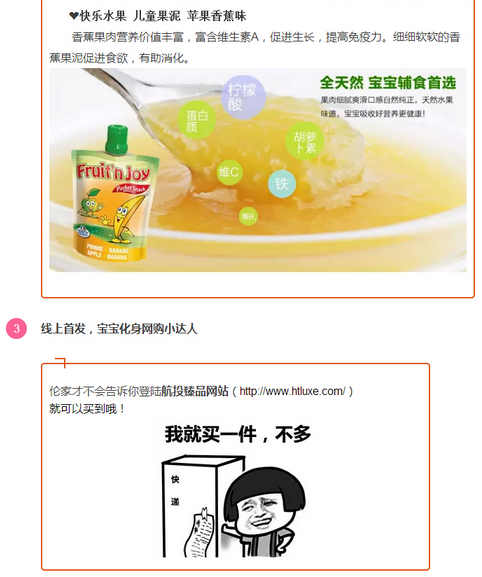 ❤快乐水果 儿童果泥 苹果香蕉味
香蕉果肉营养价值丰富，富含维生素A，促进生长，提高免疫力。细细软软的香
蕉果泥促进食欲，有助消化。
全天然 宝宝辅食首选
果肉细腻爽滑口感自然纯正，天然水果
味道，宝宝吸收好营养更健康！
柠檬
酸
蛋白
质
胡萝
卜素
维C
铁
Fruit'n Joy
Pocket Snack
POMME - BANANE
APPLE - BANANA
3 线上首发，宝宝化身网购小达人
伦家才不会告诉你登陆航投臻品网站（http://www.htluxe.com/）
就可以买到哦！
我就买一件，不多
快
递